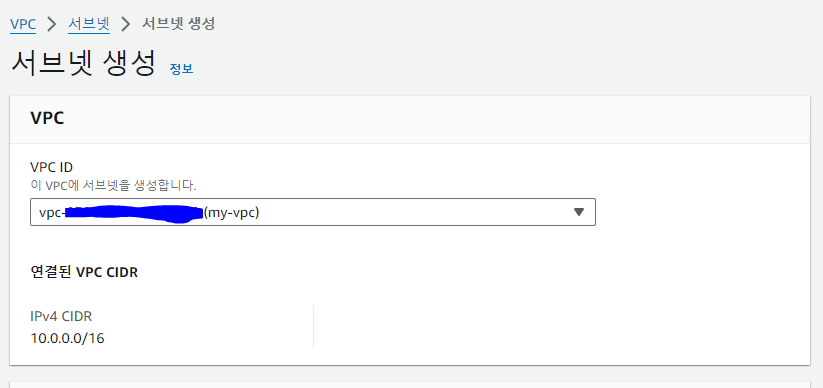 VPC > 서브넷 > 서브넷 생성
서브넷 생성 정보
VPC
VPC ID
이 VPC에 서브넷을 생성합니다.
vpc- (my-vpc)
연결된 VPC CIDR
IPv4 CIDR
10.0.0.0/16